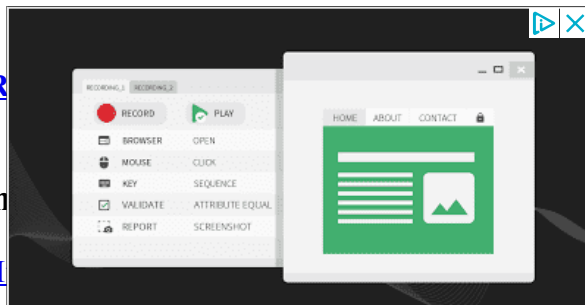 RECORDING_1 RECORDING_2
RECORD PLAY
BROWSER OPEN
MOUSE CLICK
KEY SEQUENCE
VALIDATE ATTRIBUTE EQUAL
REPORT SCREENSHOT
HOME ABOUT CONTACT